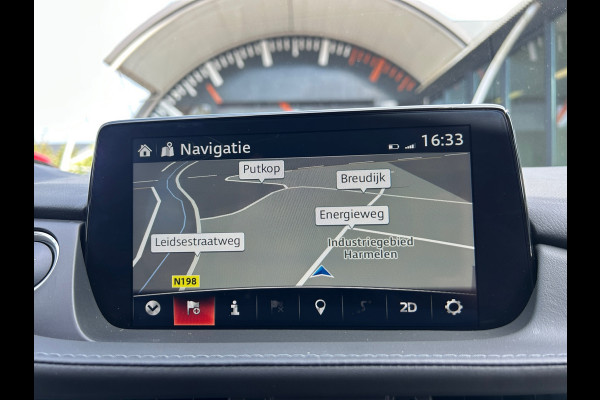 Navigatie
16:33
Putkop
Breudijk
Energieweg
Leidsestraatweg
Industriegebied
Harmelen
N198
2D